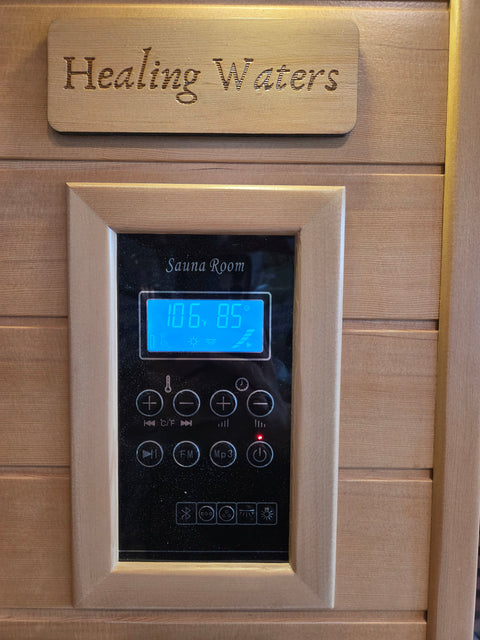 Healing Waters
Sauna Room
106 85°
+ - + -
°C/F
FM Mp3